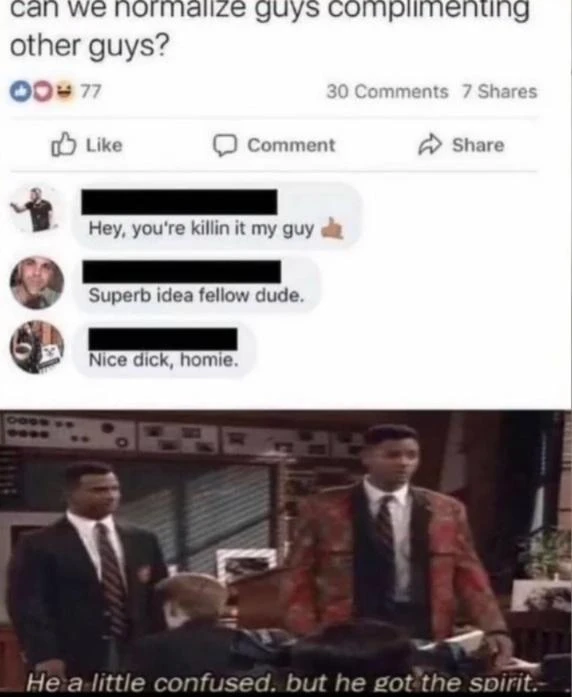 can we normalize guys complimenting
other guys?
77 30 Comments 7 Shares
Like Comment Share
Hey, you're killin it my guy 🤙🏽
Superb idea fellow dude.
Nice dick, homie.
He a little confused, but he got the spirit.